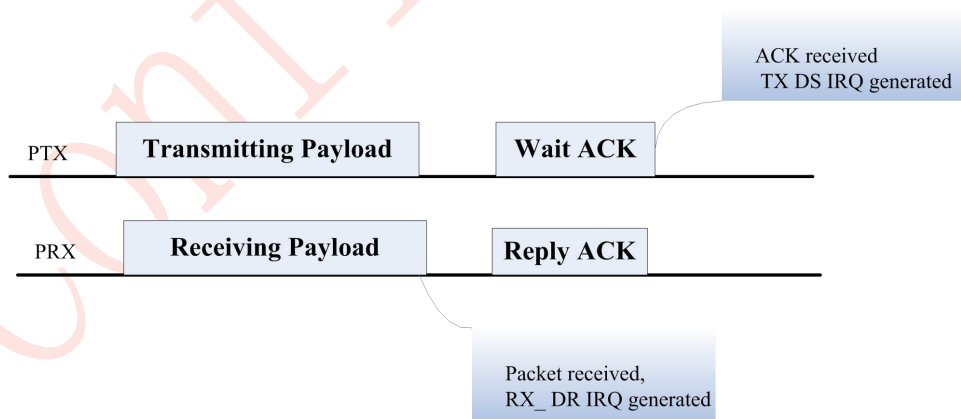 ACK received
TX DS IRQ generated
PTX
Transmitting Payload
Wait ACK
PRX
Receiving Payload
Reply ACK
Packet received,
RX_ DR IRQ generated